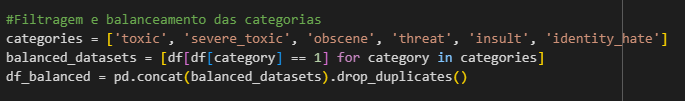 #Filtragem e balanceamento das categorias
categories = ['toxic', 'severe_toxic', 'obscene', 'threat', 'insult', 'identity_hate']
balanced_datasets = [df[df[category] == 1] for category in categories]
df_balanced = pd.concat(balanced_datasets).drop_duplicates()